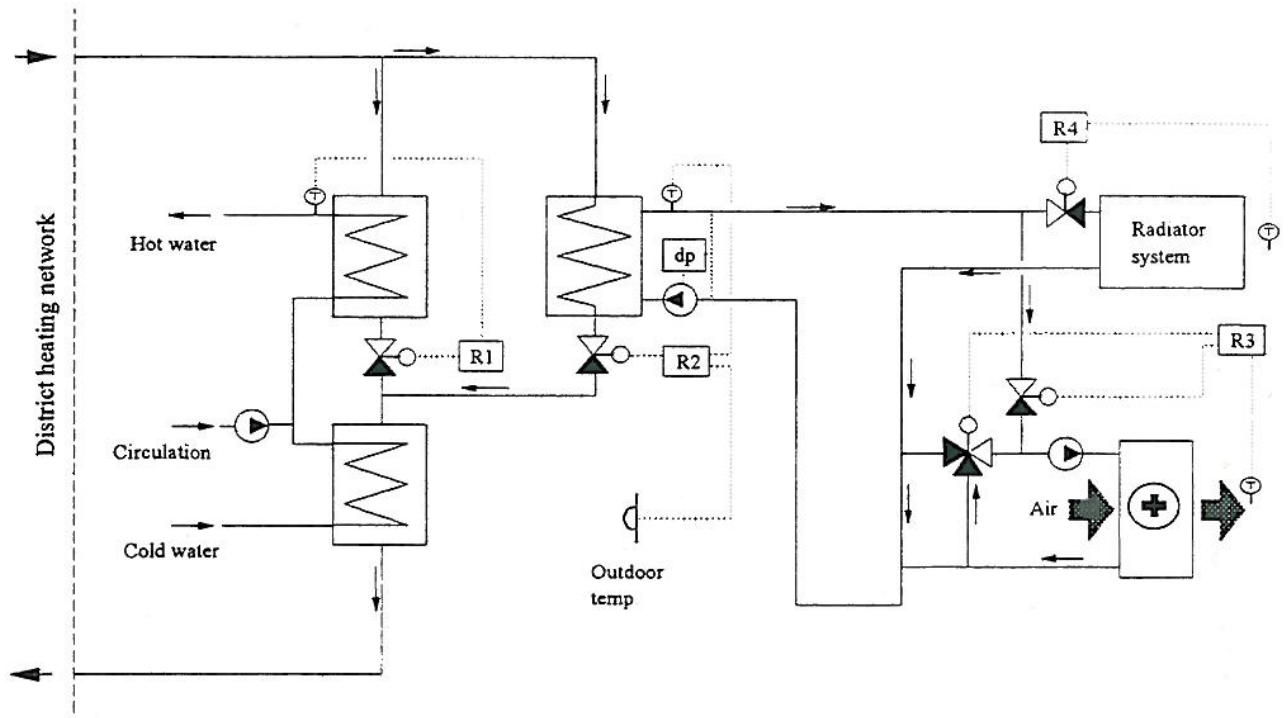 R4
T
T
T
Hot water
dp
Radiator
system
T
District heating network
R1
R2
R3
Circulation
T
Air
Cold water
Outdoor
temp